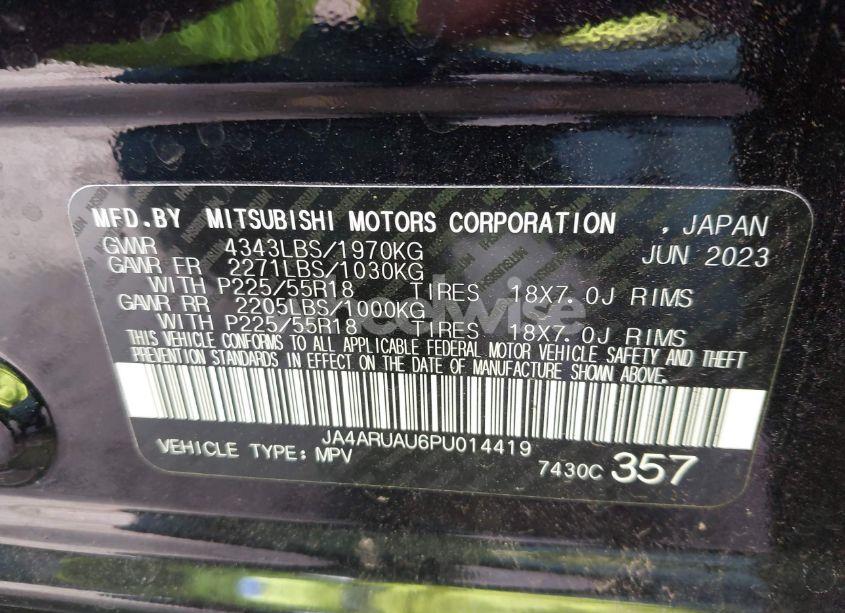 MFD.BY MITSUBISHI MOTORS CORPORATION , JAPAN
GVWR 4343LBS/1970KG JUN 2023
GAWR FR 2271LBS/1030KG
WITH P225/55R18 TIRES 18X7.0J RIMS
GAWR RR 2205LBS/1000KG
WITH P225/55R18 TIRES 18X7.0J RIMS
THIS VEHICLE CONFORMS TO ALL APPLICABLE FEDERAL MOTOR VEHICLE SAFETY AND THEFT
PREVENTION STANDARDS IN EFFECT ON THE DATE OF MANUFACTURE SHOWN ABOVE.
JA4ARUAU6PU014419
VEHICLE TYPE: MPV 7430C 357